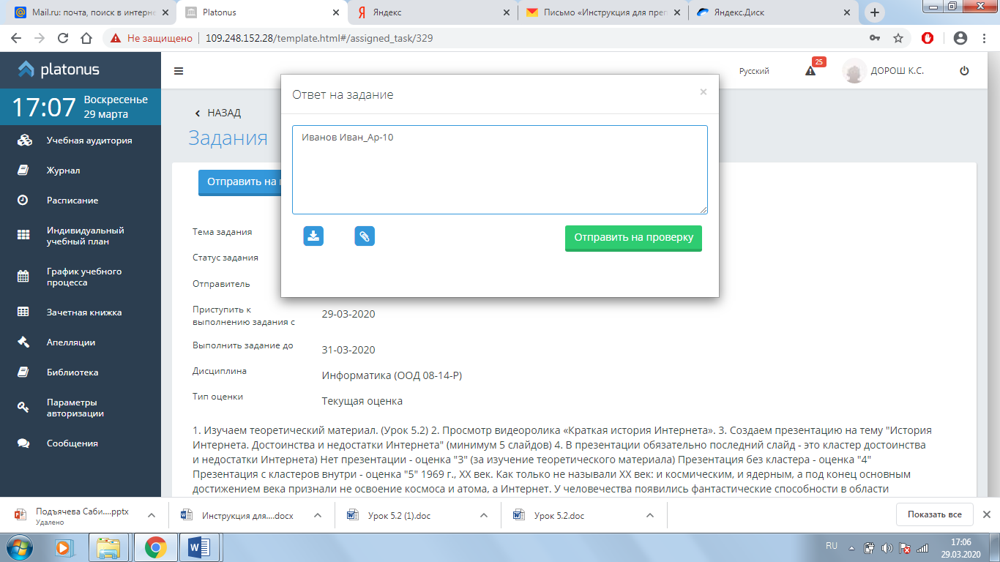 Mail.ru: почта, поиск в интерне
Platonus
Яндекс
Письмо «Инструкция для преп
Яндекс.Диск
Не защищено
109.248.152.28/template.html#/assigned_task/329
platonus
Русский
25
ДОРОШ К.С.
17:07
Воскресенье
29 марта
Учебная аудитория
Журнал
Расписание
Индивидуальный
учебный план
График учебного
процесса
Зачетная книжка
Апелляции
Библиотека
Параметры
авторизации
Сообщения
НАЗАД
Задания
Отправить на
Ответ на задание
×
Иванов Иван_Ар-10
Отправить на проверку
Тема задания
Статус задания
Отправитель
Приступить к
выполнению задания с
29-03-2020
Выполнить задание до
31-03-2020
Дисциплина
Информатика (ООД 08-14-Р)
Тип оценки
Текущая оценка
1. Изучаем теоретический материал. (Урок 5.2) 2. Просмотр видеоролика «Краткая история Интернета». 3. Создаем презентацию на тему "История
Интернета. Достоинства и недостатки Интернета" (минимум 5 слайдов) 4. В презентации обязательно последний слайд - это кластер достоинства
и недостатки Интернета) Нет презентации - оценка "3" (за изучение теоретического материала) Презентация без кластера - оценка "4"
Презентация с кластеров внутри - оценка "5" 1969 г., XX век. Как только не называли XX век: и космическим, и ядерным, а под конец основным
достижением века признали не освоение космоса и атома, а Интернет. У человечества появились фантастические способности в области
Подъячева Саби....pptx
Удалено
Инструкция для....docx
Урок 5.2 (1).doc
Урок 5.2.doc
Показать все
RU
17:06
29.03.2020